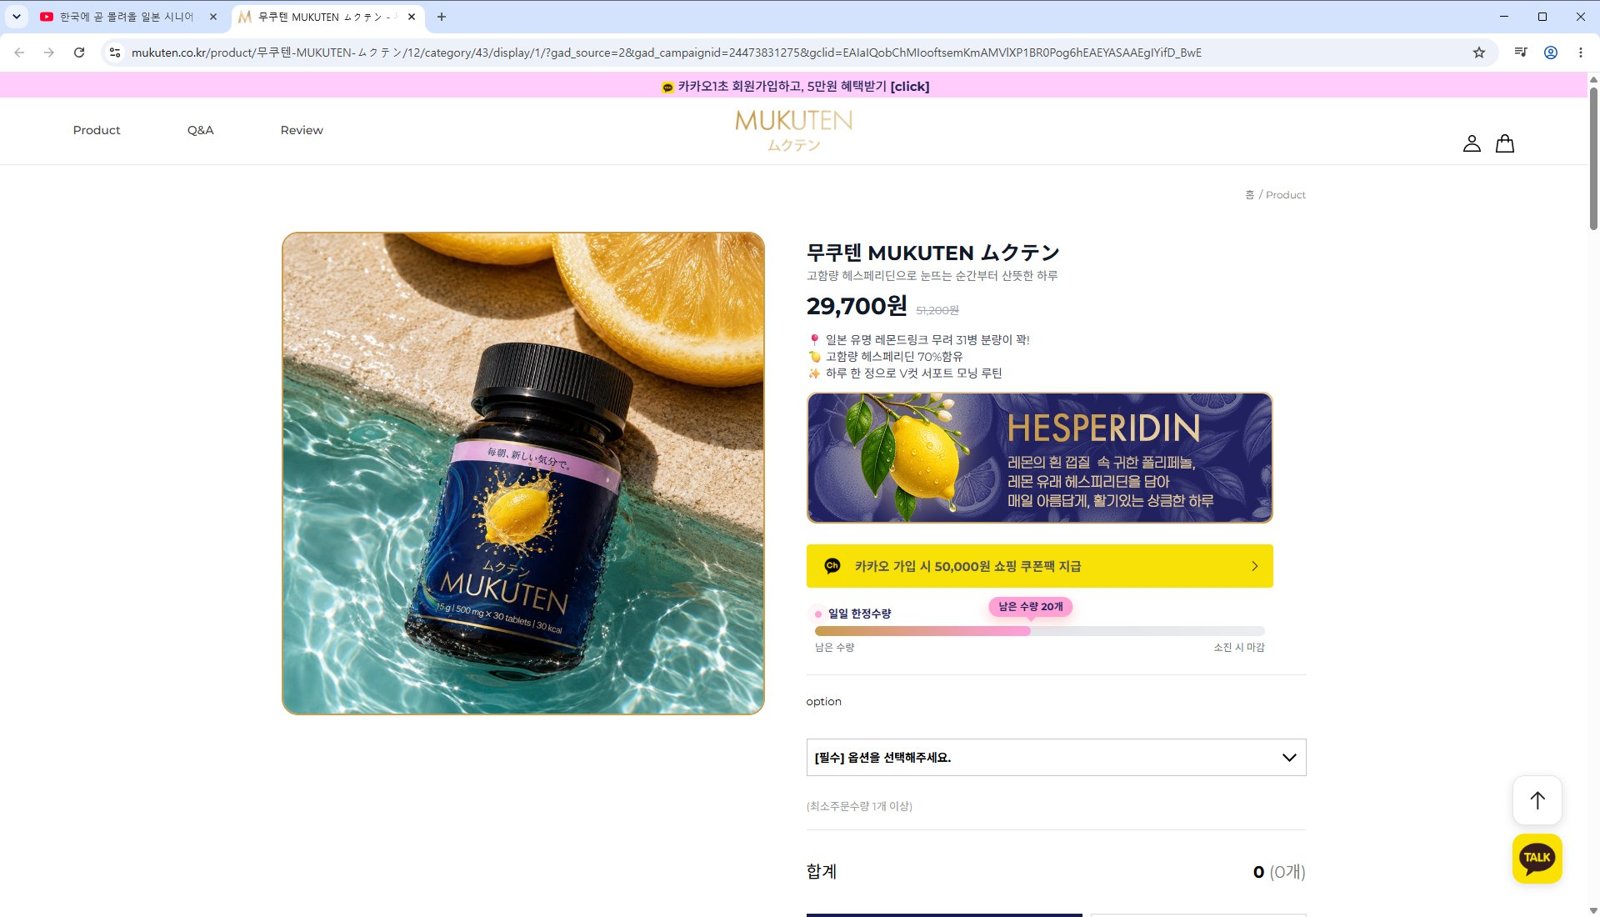 한국에 곧 몰려올 일본 시니어
무쿠텐 MUKUTEN ムクテン -
mukuten.co.kr/product/무쿠텐-MUKUTEN-ムクテン/12/category/43/display/1/?gad_source=2&gad_campaignid=24473831275&gclid=EAIaIQobChMIooftsemKmAMVlXP1BR0Pog6hEAEYASAAEgIYifD_BwE
카카오1초 회원가입하고, 5만원 혜택받기 [click]
Product
Q&A
Review
MUKUTEN
ムクテン
홈 / Product
무쿠텐 MUKUTEN ムクテン
고함량 헤스페리딘으로 눈뜨는 순간부터 산뜻한 하루
29,700원 51,200원
일본 유명 레몬드링크 무려 31병 분량이 꽉!
고함량 헤스페리딘 70%함유
하루 한 정으로 V컷 서포트 모닝 루틴
HESPERIDIN
레몬의 흰 껍질 속 귀한 폴리페놀,
레몬 유래 헤스피리딘을 담아
매일 아름답게, 활기있는 상큼한 하루
毎朝、新しい気分で。
ムクテン
MUKUTEN
15 g | 500 mg × 30 tablets | 30 kcal
Ch 카카오 가입 시 50,000원 쇼핑 쿠폰팩 지급
일일 한정수량
남은 수량 20개
남은 수량
소진 시 마감
option
[필수] 옵션을 선택해주세요.
(최소주문수량 1개 이상)
합계
0 (0개)
TALK